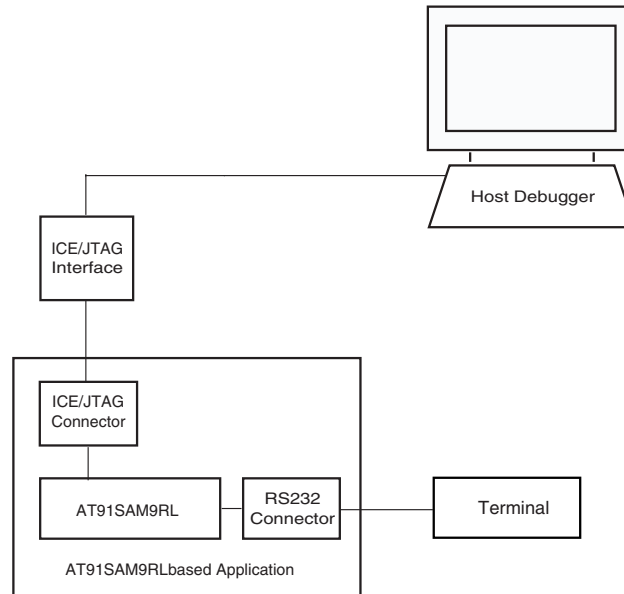 Host Debugger
ICE/JTAG
Interface
ICE/JTAG
Connector
AT91SAM9RL
RS232
Connector
Terminal
AT91SAM9RLbased Application